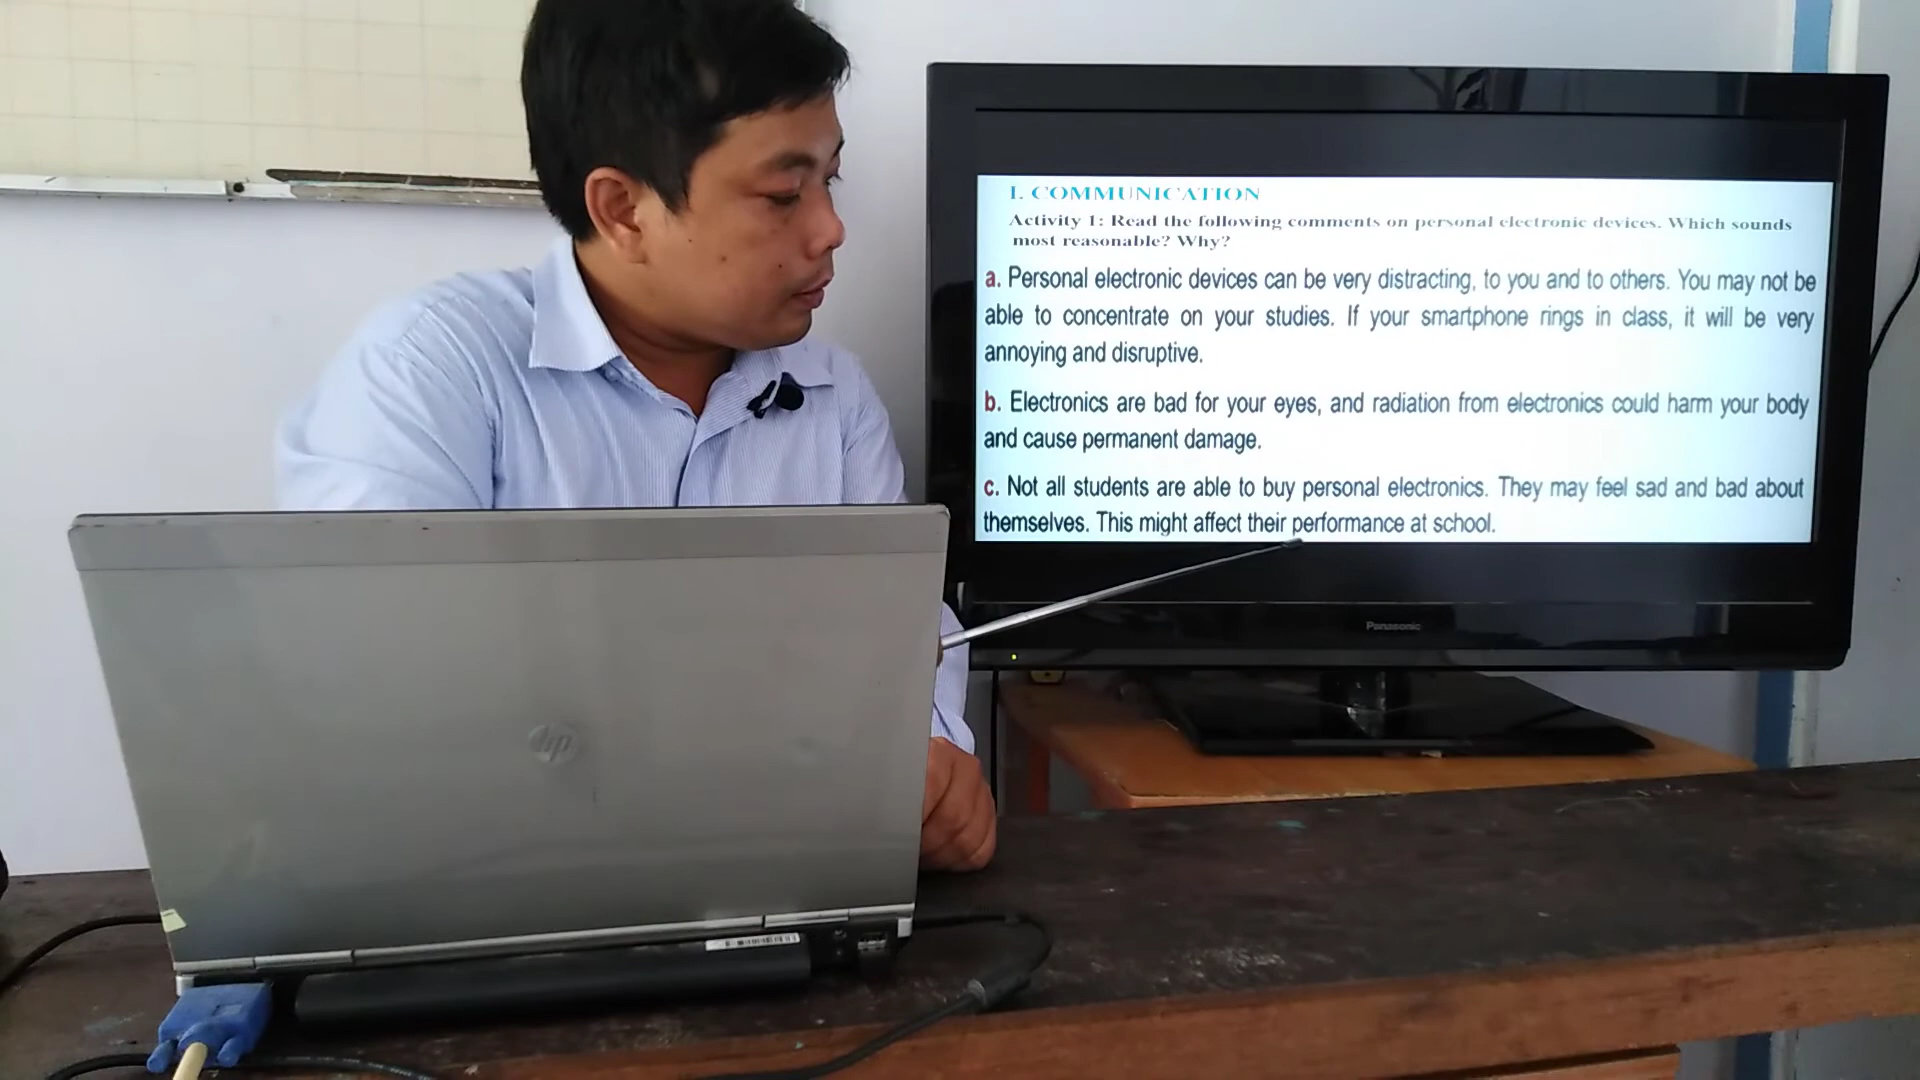 I. COMMUNICATION
Activity 1: Read the following comments on personal electronic devices. Which sounds
most reasonable? Why?
a. Personal electronic devices can be very distracting, to you and to others. You may not be
able to concentrate on your studies. If your smartphone rings in class, it will be very
annoying and disruptive.
b. Electronics are bad for your eyes, and radiation from electronics could harm your body
and cause permanent damage.
c. Not all students are able to buy personal electronics. They may feel sad and bad about
themselves. This might affect their performance at school.
Panasonic
hp